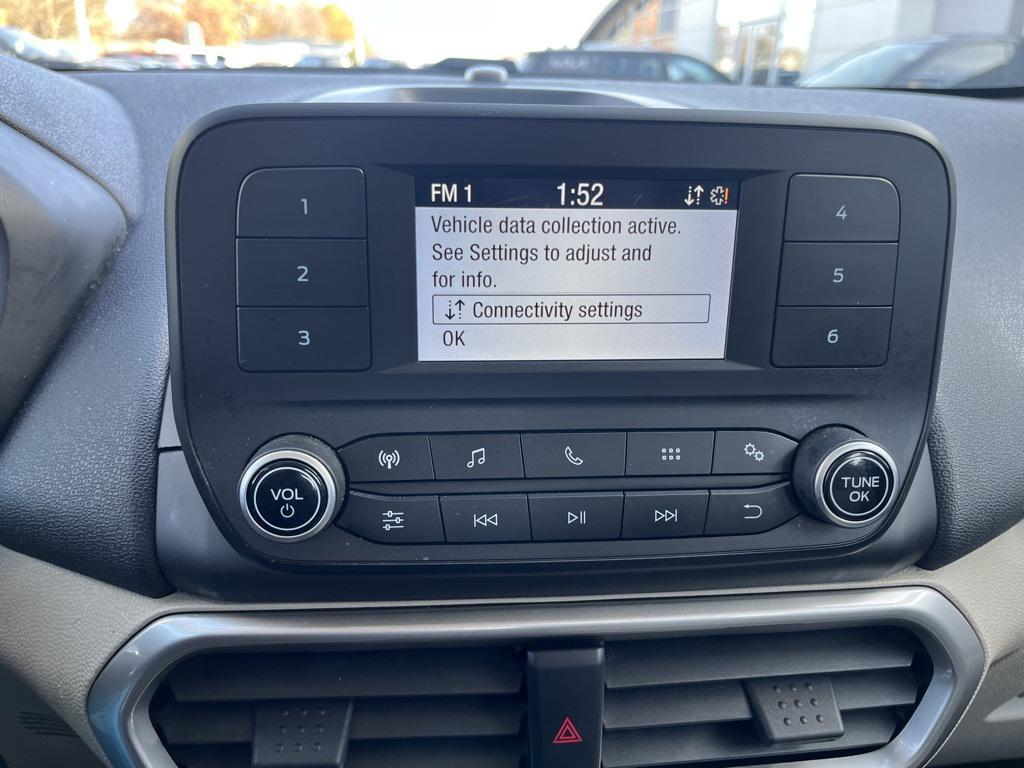 FM 1 1:52
Vehicle data collection active.
See Settings to adjust and
for info.
Connectivity settings
OK
1
2
3
4
5
6
VOL
TUNE
OK